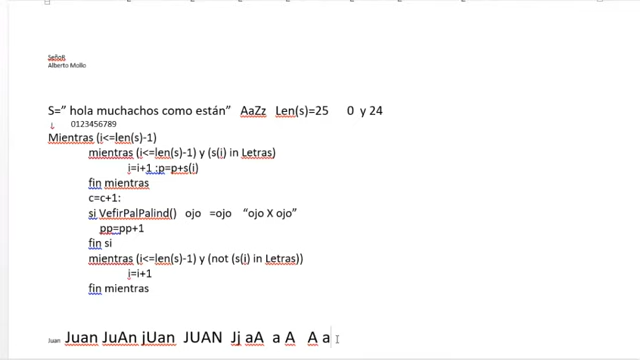 SeñoR
Alberto Mollo
S=” hola muchachos como están” AaZz Len(s)=25 0 y 24
0123456789
Mientras (i<=len(s)-1)
mientras (i<=len(s)-1) y (s(i) in Letras)
i=i+1 :p=p+s(i)
fin mientras
c=c+1:
si VefirPalPalind() ojo =ojo “ojo X ojo”
pp=pp+1
fin si
mientras (i<=len(s)-1) y (not (s(i) in Letras))
i=i+1
fin mientras
Juan Juan JuAn jUan JUAN Jj aA a A A a